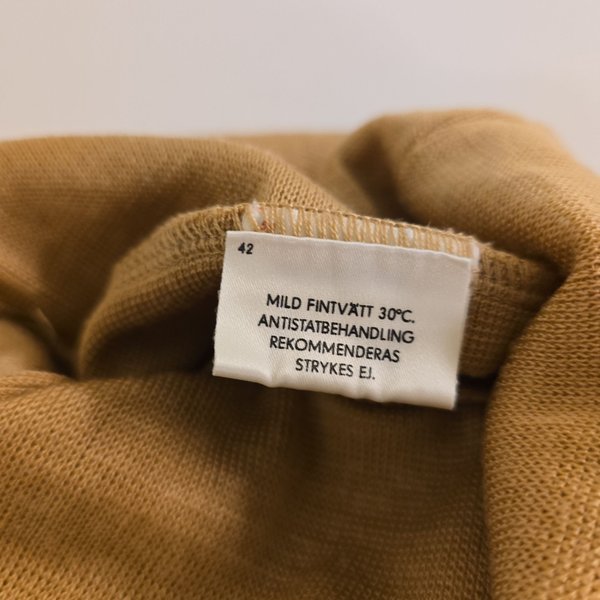 42
MILD FINTVÄTT 30°C.
ANTISTATBEHANDLING
REKOMMENDERAS
STRYKES EJ.